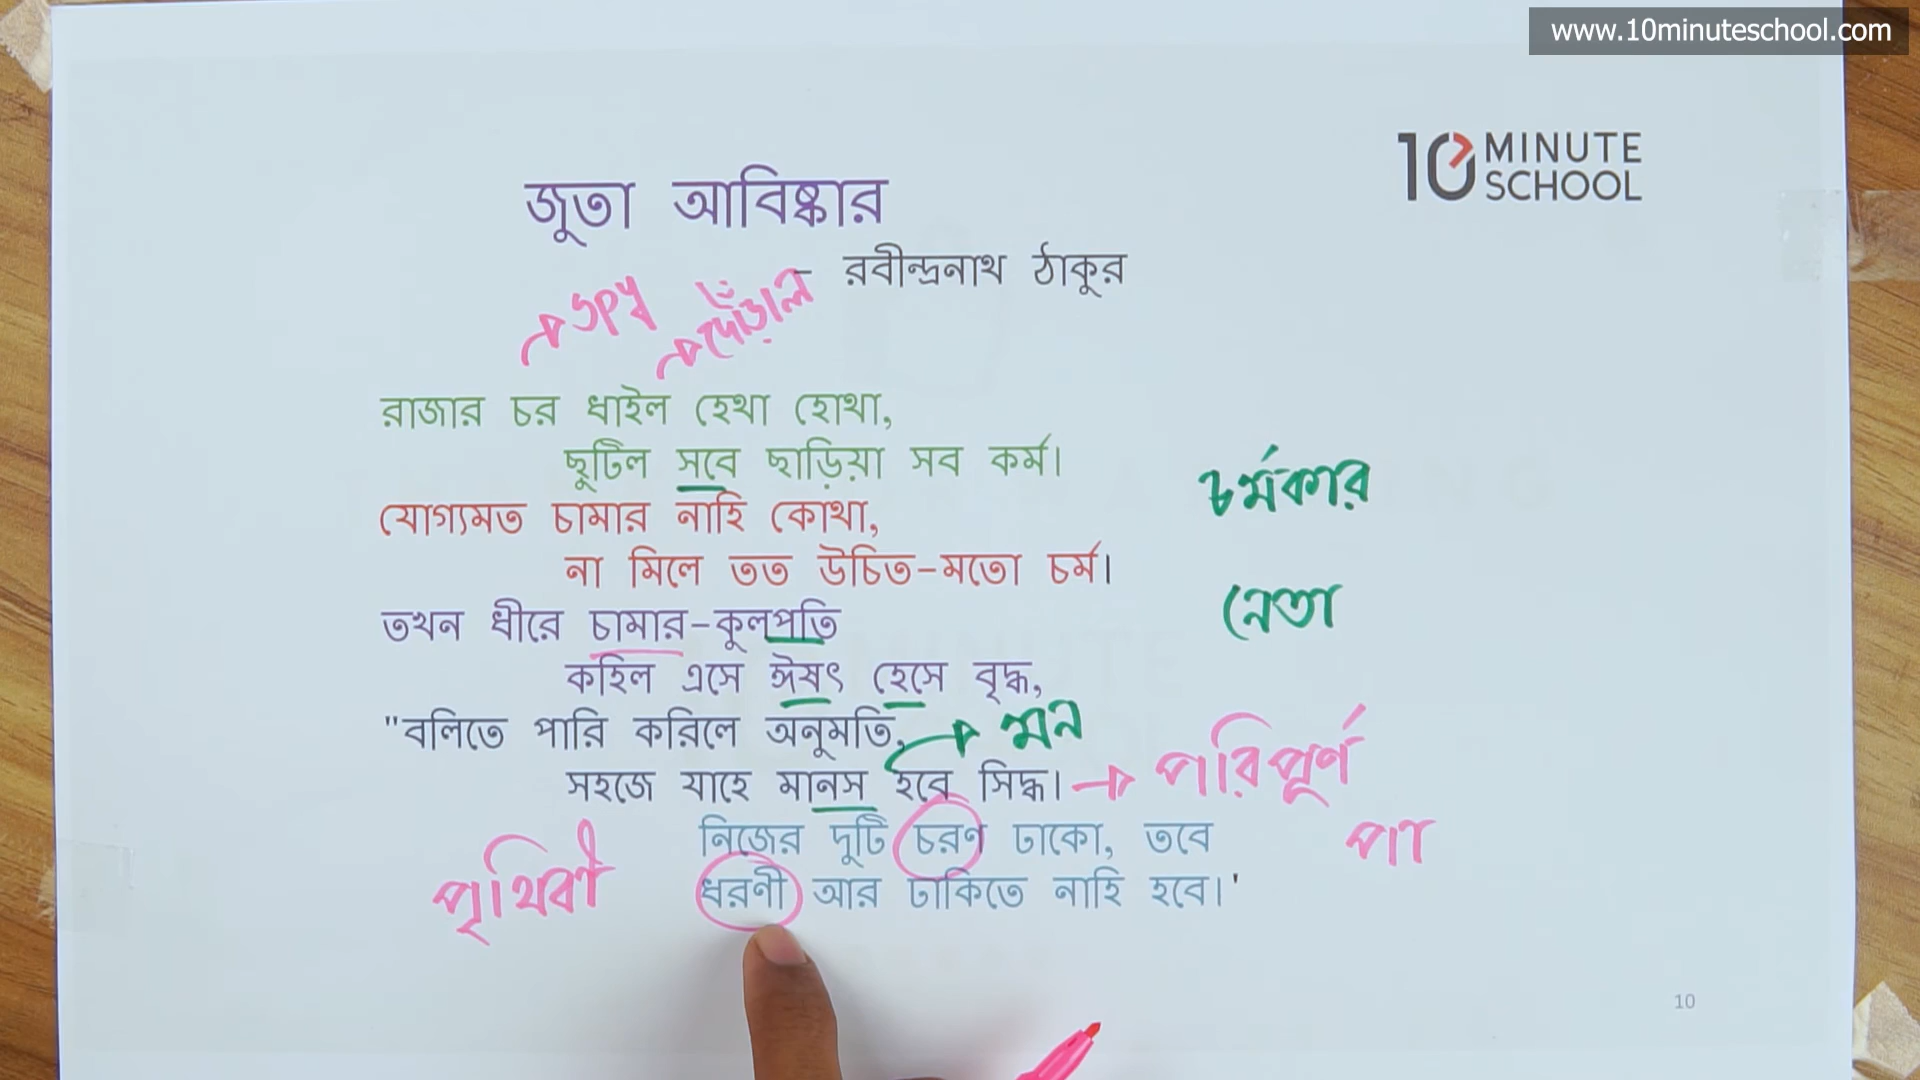 www.10minuteschool.com
10 MINUTE SCHOOL
জুতা আবিষ্কার
- রবীন্দ্রনাথ ঠাকুর
→ গুপ্ত → দৌঁড়াল
রাজার চর ধাইল হেথা হোথা,
ছুটিল সবে ছাড়িয়া সব কর্ম।
চর্মকার
যোগ্যমত চামার নাহি কোথা,
না মিলে তত উচিত-মতো চর্ম।
তখন ধীরে চামার-কুলপতি
নেতা
কহিল এসে ঈষৎ হেসে বৃদ্ধ,
"বলিতে পারি করিলে অনুমতি, → মন
সহজে যাহে মানস হবে সিদ্ধ। → পরিপূর্ণ
নিজের দুটি চরণ ঢাকো, তবে পা
পৃথিবী ধরণী আর ঢাকিতে নাহি হবে।'
10